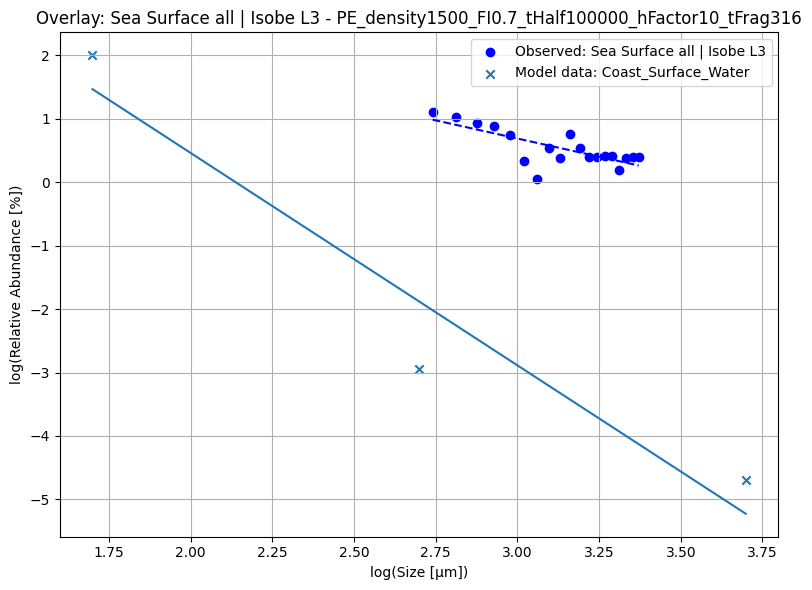 Overlay: Sea Surface all | Isobe L3 - PE_density1500_FI0.7_tHalf100000_hFactor10_tFrag316
Observed: Sea Surface all | Isobe L3
Model data: Coast_Surface_Water
log(Relative Abundance [%])
2
1
0
−1
−2
−3
−4
−5
1.75 2.00 2.25 2.50 2.75 3.00 3.25 3.50 3.75
log(Size [µm])